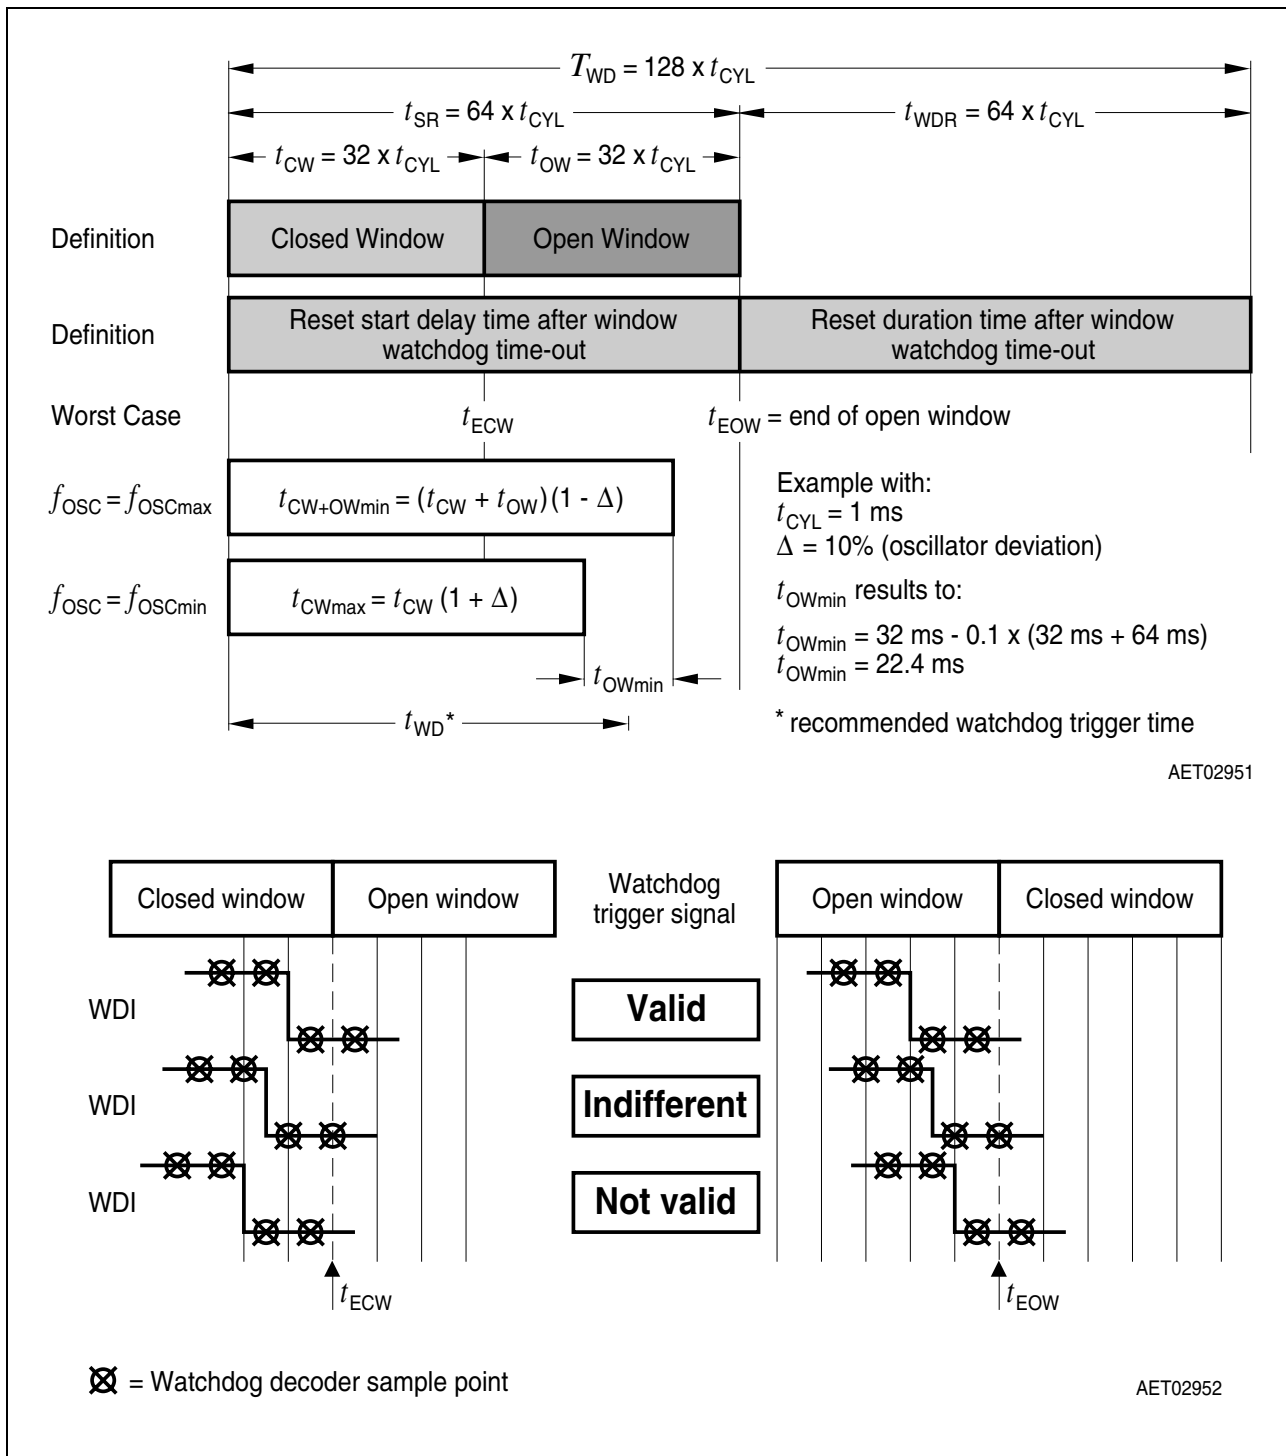 T_WD = 128 x t_CYL
t_SR = 64 x t_CYL
t_WDR = 64 x t_CYL
t_CW = 32 x t_CYL
t_OW = 32 x t_CYL
Definition
Closed Window
Open Window
Definition
Reset start delay time after window
watchdog time-out
Reset duration time after window
watchdog time-out
Worst Case
t_ECW
t_EOW = end of open window
f_OSC = f_OSCmax
t_CW+OWmin = (t_CW + t_OW)(1 - Δ)
f_OSC = f_OSCmin
t_CWmax = t_CW (1 + Δ)
t_OWmin
t_WD*
Example with:
t_CYL = 1 ms
Δ = 10% (oscillator deviation)
t_OWmin results to:
t_OWmin = 32 ms - 0.1 x (32 ms + 64 ms)
t_OWmin = 22.4 ms
* recommended watchdog trigger time
AET02951
Closed window
Open window
Watchdog
trigger signal
Open window
Closed window
WDI
Valid
WDI
Indifferent
WDI
Not valid
t_ECW
t_EOW
= Watchdog decoder sample point
AET02952